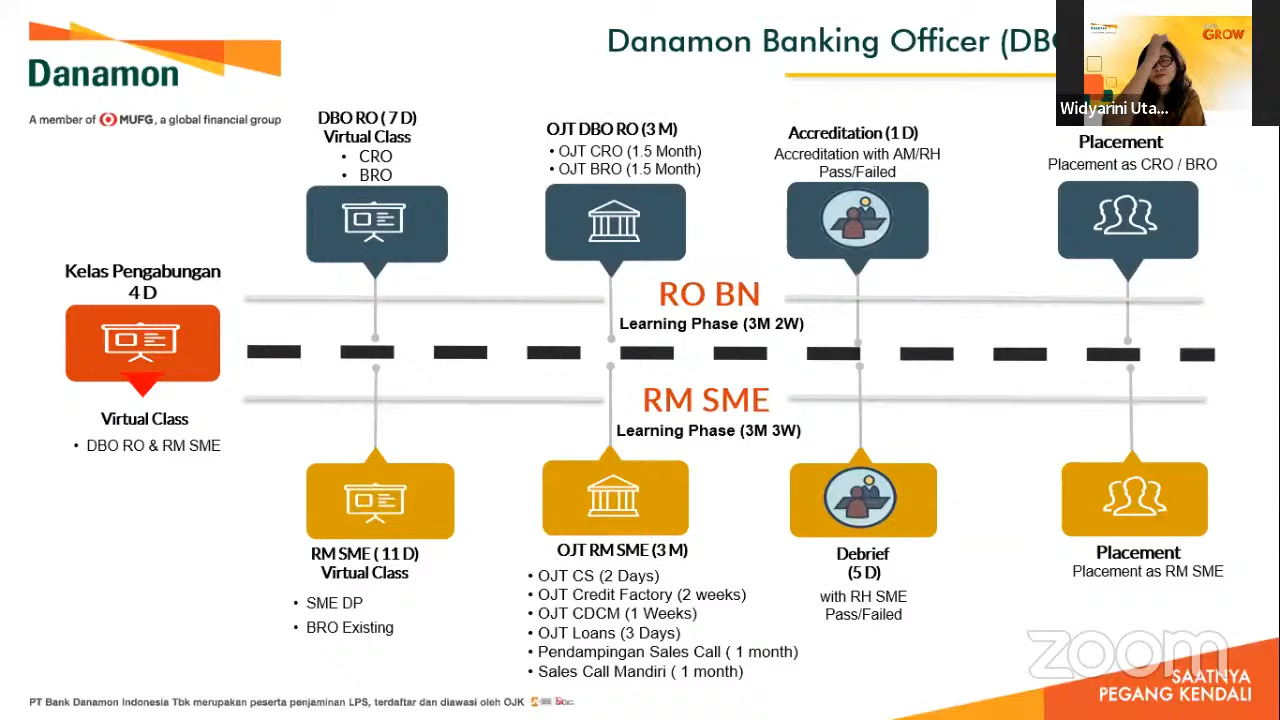 Danamon
A member of MUFG, a global financial group
Danamon Banking Officer (DBO
GROW
Widyarini Uta...
DBO RO ( 7 D)
Virtual Class
• CRO
• BRO
OJT DBO RO (3 M)
• OJT CRO (1.5 Month)
• OJT BRO (1.5 Month)
Accreditation (1 D)
Accreditation with AM/RH
Pass/Failed
Placement
Placement as CRO / BRO
Kelas Pengabungan
4 D
Virtual Class
• DBO RO & RM SME
RO BN
Learning Phase (3M 2W)
RM SME
Learning Phase (3M 3W)
RM SME ( 11 D)
Virtual Class
• SME DP
• BRO Existing
OJT RM SME (3 M)
• OJT CS (2 Days)
• OJT Credit Factory (2 weeks)
• OJT CDCM (1 Weeks)
• OJT Loans (3 Days)
• Pendampingan Sales Call ( 1 month)
• Sales Call Mandiri ( 1 month)
Debrief
(5 D)
with RH SME
Pass/Failed
Placement
Placement as RM SME
zoom
SAATNYA
PEGANG KENDALI
PT Bank Danamon Indonesia Tbk merupakan peserta penjaminan LPS, terdaftar dan diawasi oleh OJK